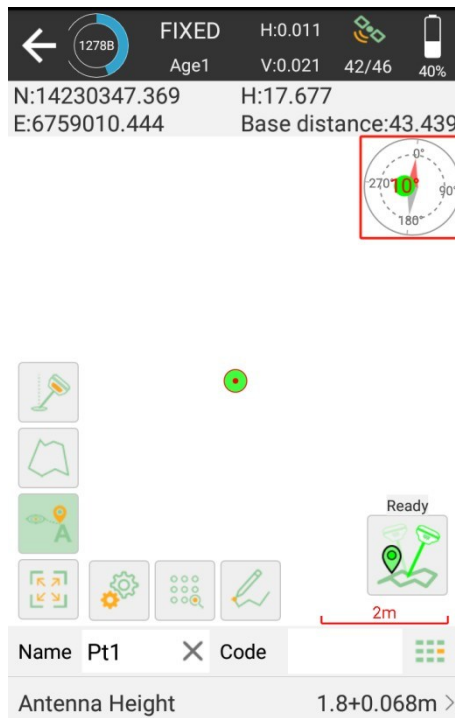 1278B
FIXED H:0.011
Age1 V:0.021 42/46 40%
N:14230347.369 H:17.677
E:6759010.444 Base distance:43.439
0°
270° 10 90°
180°
A
Ready
2m
Name Pt1 Code
Antenna Height 1.8+0.068m